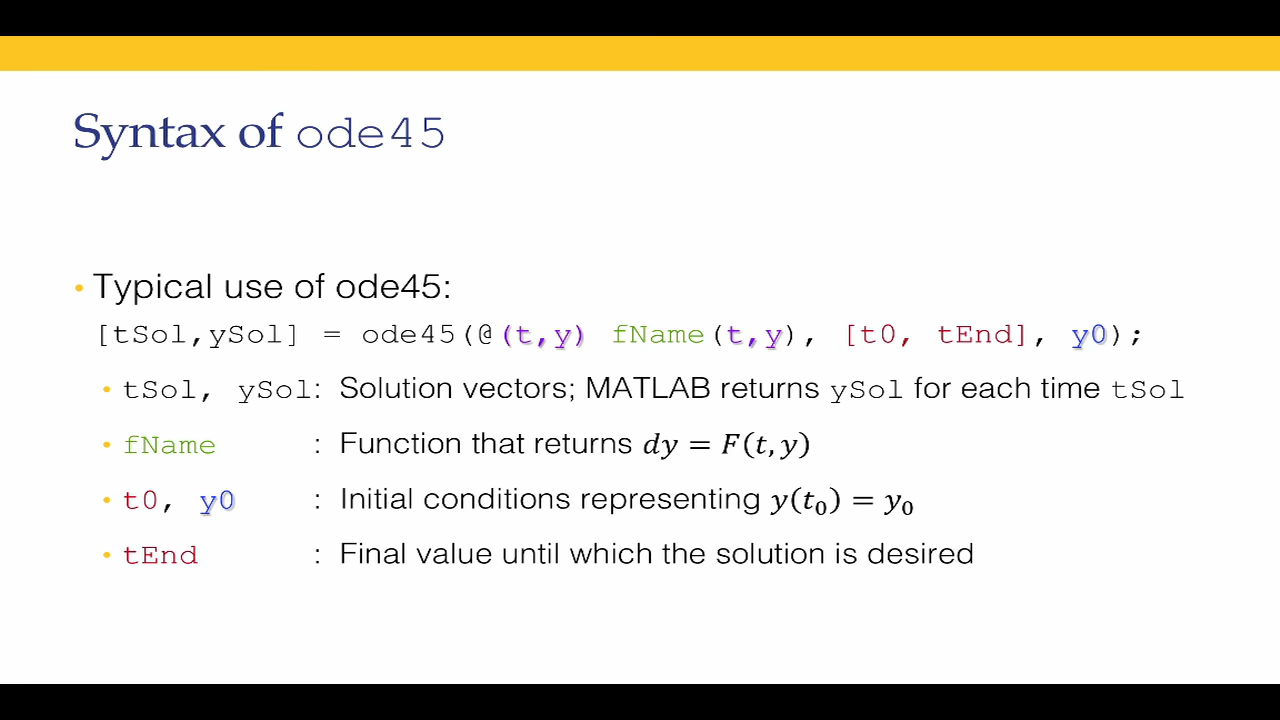 Syntax of ode45
• Typical use of ode45:
[tSol,ySol] = ode45(@(t,y) fName(t,y), [t0, tEnd], y0);
• tSol, ySol: Solution vectors; MATLAB returns ySol for each time tSol
• fName : Function that returns dy = F(t, y)
• t0, y0 : Initial conditions representing y(t₀) = y₀
• tEnd : Final value until which the solution is desired